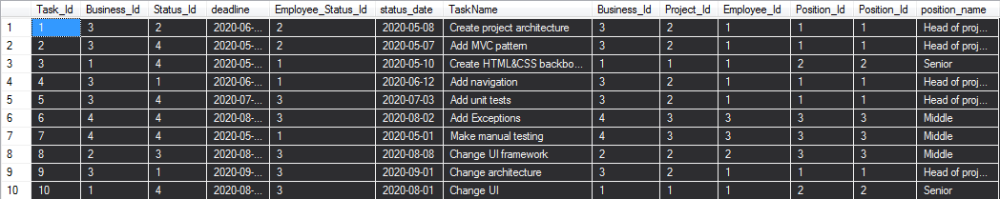 Task_Id Business_Id Status_Id deadline Employee_Status_Id status_date TaskName Business_Id Project_Id Employee_Id Position_Id Position_Id position_name
1 1 3 2 2020-06-... 2 2020-05-08 Create project architecture 3 2 1 1 1 Head of proj...
2 2 3 4 2020-05-... 2 2020-05-07 Add MVC pattern 3 2 1 1 1 Head of proj...
3 3 1 4 2020-05-... 1 2020-05-10 Create HTML&CSS backbo... 1 1 1 2 2 Senior
4 4 3 1 2020-06-... 1 2020-06-12 Add navigation 3 2 1 1 1 Head of proj...
5 5 3 4 2020-07-... 3 2020-07-03 Add unit tests 3 2 1 1 1 Head of proj...
6 6 4 4 2020-08-... 3 2020-08-02 Add Exceptions 4 3 3 3 3 Middle
7 7 4 4 2020-05-... 1 2020-05-01 Make manual testing 4 3 3 3 3 Middle
8 8 2 3 2020-08-... 3 2020-08-08 Change UI framework 2 2 2 3 3 Middle
9 9 3 1 2020-09-... 3 2020-09-01 Change architecture 3 2 1 1 1 Head of proj...
10 10 1 4 2020-08-... 3 2020-08-01 Change UI 1 1 1 2 2 Senior